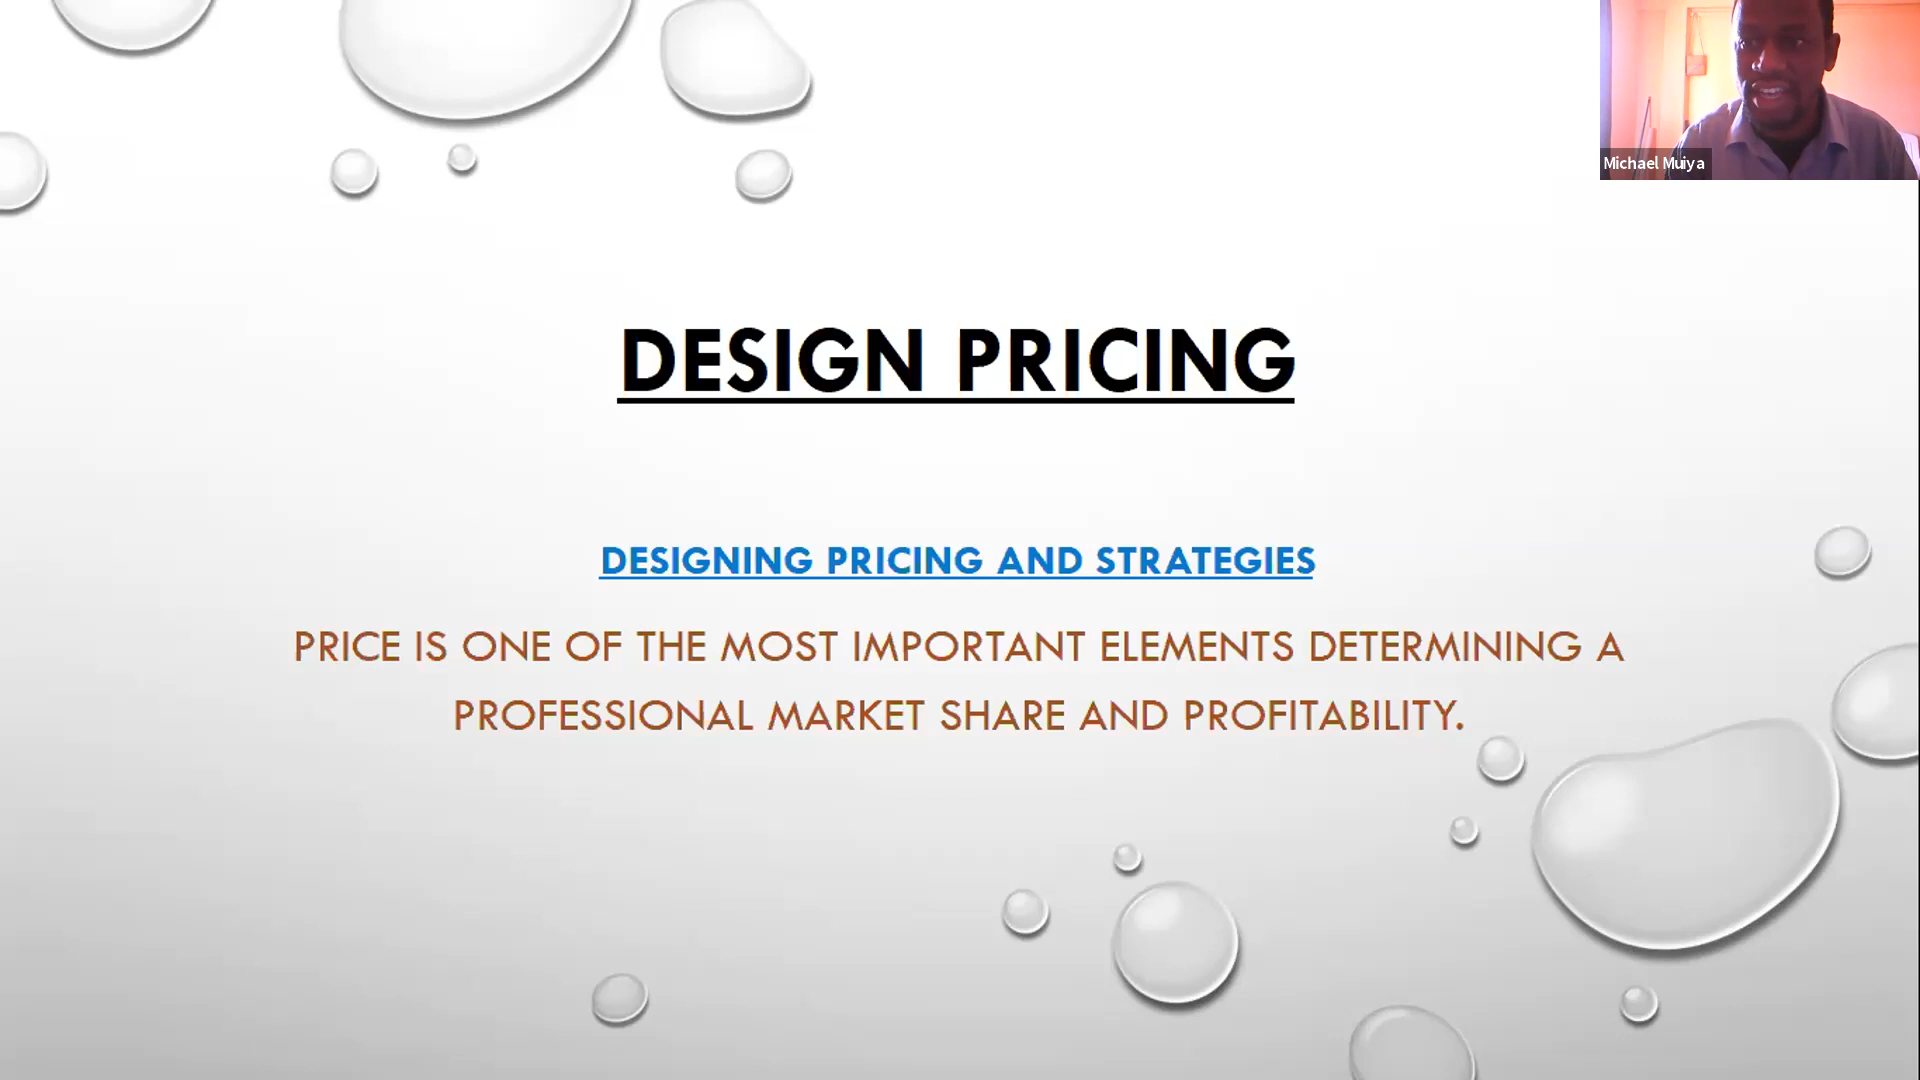 Michael Muiya
DESIGN PRICING
DESIGNING PRICING AND STRATEGIES
PRICE IS ONE OF THE MOST IMPORTANT ELEMENTS DETERMINING A
PROFESSIONAL MARKET SHARE AND PROFITABILITY.